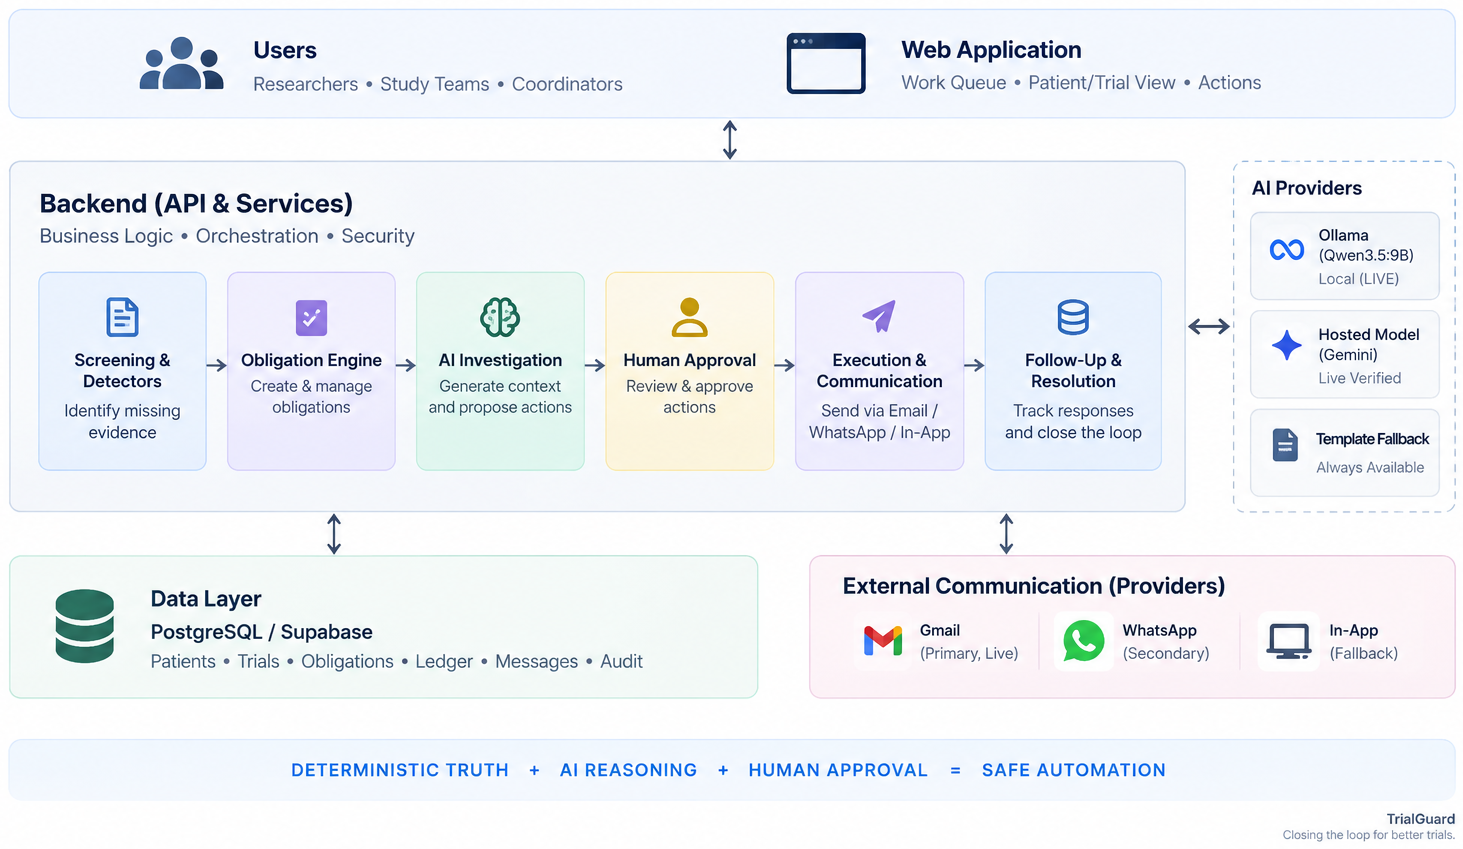 Users
Researchers • Study Teams • Coordinators
Web Application
Work Queue • Patient/Trial View • Actions
Backend (API & Services)
Business Logic • Orchestration • Security
Screening &
Detectors
Identify missing
evidence
Obligation Engine
Create & manage
obligations
AI Investigation
Generate context
and propose actions
Human Approval
Review & approve
actions
Execution &
Communication
Send via Email /
WhatsApp / In-App
Follow-Up &
Resolution
Track responses
and close the loop
AI Providers
Ollama
(Qwen3.5:9B)
Local (LIVE)
Hosted Model
(Gemini)
Live Verified
Template Fallback
Always Available
Data Layer
PostgreSQL / Supabase
Patients • Trials • Obligations • Ledger • Messages • Audit
External Communication (Providers)
Gmail
(Primary, Live)
WhatsApp
(Secondary)
In-App
(Fallback)
DETERMINISTIC TRUTH + AI REASONING + HUMAN APPROVAL = SAFE AUTOMATION
TrialGuard
Closing the loop for better trials.